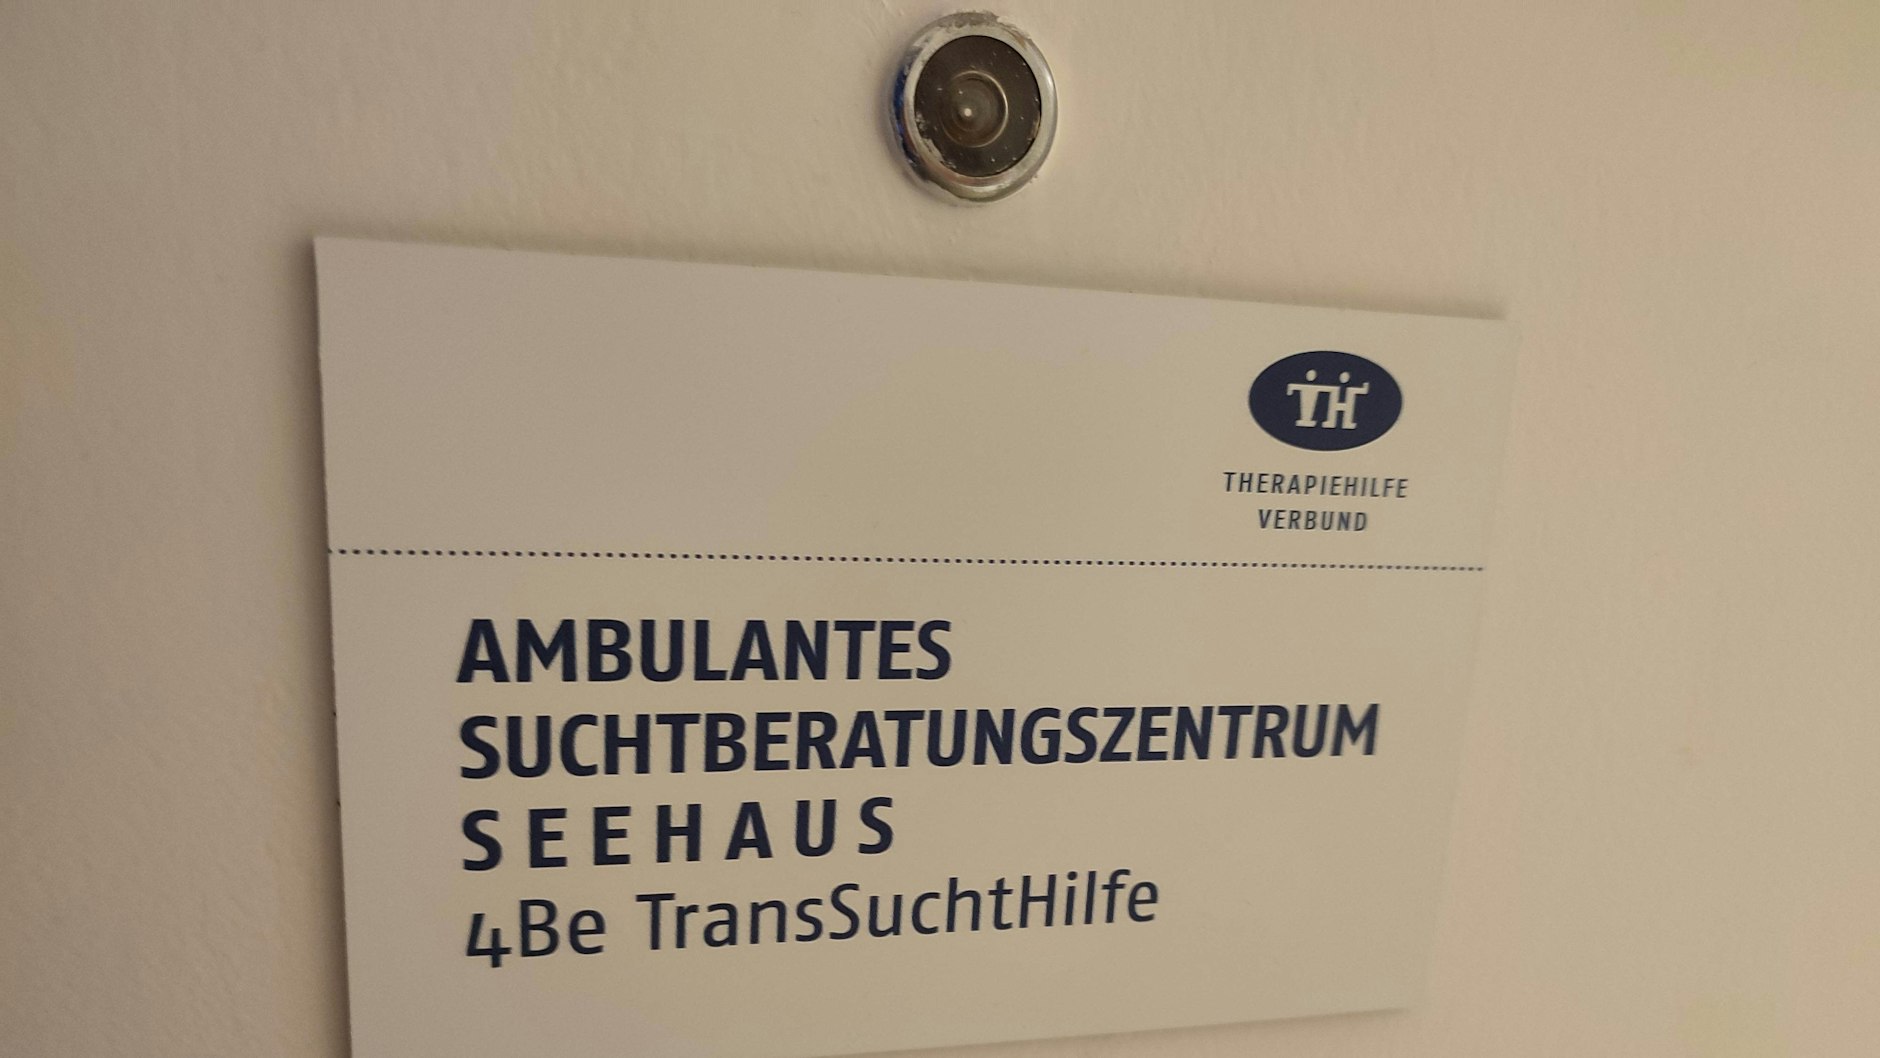 TH
THERAPIEHILFE
VERBUND
AMBULANTES
SUCHTBERATUNGSZENTRUM
SEEHAUS
4Be TransSuchtHilfe